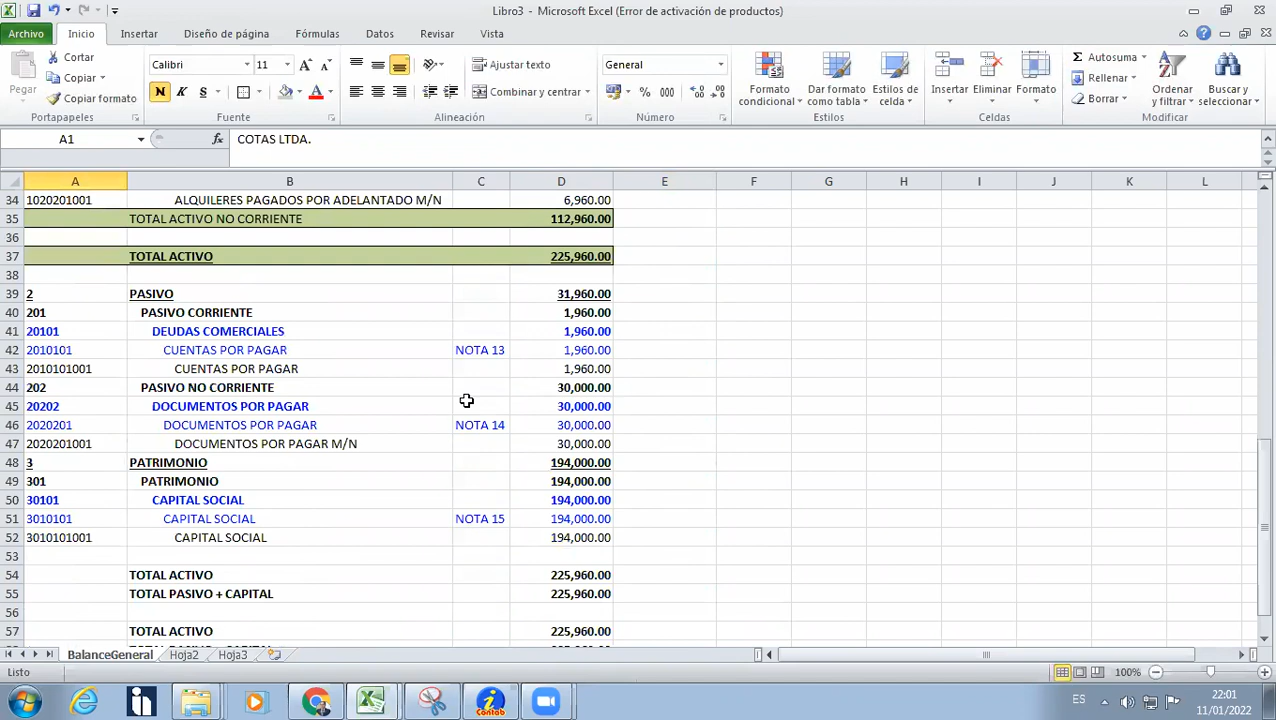 Libro3 - Microsoft Excel (Error de activación de productos)
Archivo Inicio Insertar Diseño de página Fórmulas Datos Revisar Vista
Pegar
Cortar
Copiar
Copiar formato
Portapapeles
Calibri 11
N K S
Fuente
Ajustar texto
Combinar y centrar
Alineación
General
% 000
Número
Formato condicional
Dar formato como tabla
Estilos de celda
Estilos
Insertar Eliminar Formato
Celdas
Autosuma
Rellenar
Borrar
Ordenar y filtrar
Buscar y seleccionar
Modificar
A1 fx COTAS LTDA.
A B C D E F G H I J K L
34 1020201001 ALQUILERES PAGADOS POR ADELANTADO M/N 6,960.00
35 TOTAL ACTIVO NO CORRIENTE 112,960.00
36
37 TOTAL ACTIVO 225,960.00
38
39 2 PASIVO 31,960.00
40 201 PASIVO CORRIENTE 1,960.00
41 20101 DEUDAS COMERCIALES 1,960.00
42 2010101 CUENTAS POR PAGAR NOTA 13 1,960.00
43 2010101001 CUENTAS POR PAGAR 1,960.00
44 202 PASIVO NO CORRIENTE 30,000.00
45 20202 DOCUMENTOS POR PAGAR 30,000.00
46 2020201 DOCUMENTOS POR PAGAR NOTA 14 30,000.00
47 2020201001 DOCUMENTOS POR PAGAR M/N 30,000.00
48 3 PATRIMONIO 194,000.00
49 301 PATRIMONIO 194,000.00
50 30101 CAPITAL SOCIAL 194,000.00
51 3010101 CAPITAL SOCIAL NOTA 15 194,000.00
52 3010101001 CAPITAL SOCIAL 194,000.00
53
54 TOTAL ACTIVO 225,960.00
55 TOTAL PASIVO + CAPITAL 225,960.00
56
57 TOTAL ACTIVO 225,960.00
BalanceGeneral Hoja2 Hoja3
Listo 100%
Contab
ES 22:01
11/01/2022